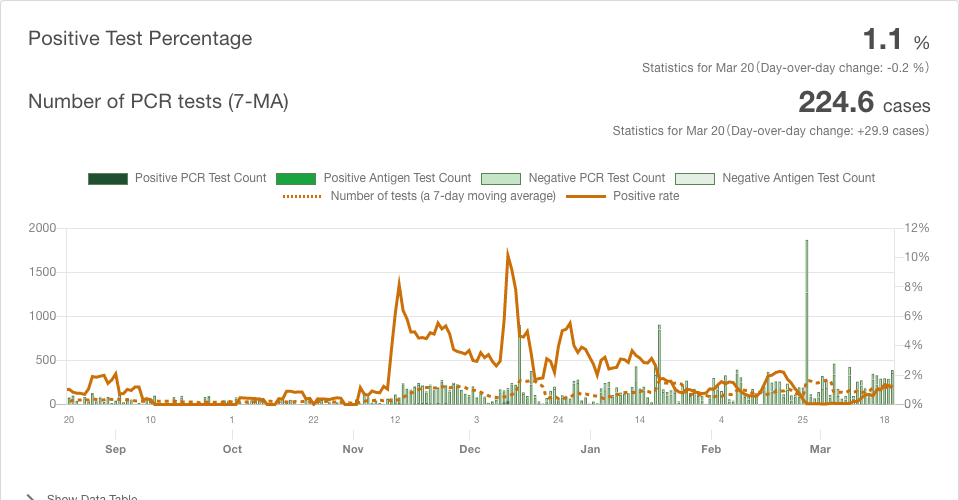 Positive Test Percentage
1.1 %
Statistics for Mar 20(Day-over-day change: -0.2 %)
Number of PCR tests (7-MA)
224.6 cases
Statistics for Mar 20(Day-over-day change: +29.9 cases)
Positive PCR Test Count Positive Antigen Test Count Negative PCR Test Count Negative Antigen Test Count
Number of tests (a 7-day moving average) Positive rate
2000 12%
10%
1500
8%
1000 6%
4%
500
2%
0 0%
20 10 1 22 12 3 24 14 4 25 18
Sep Oct Nov Dec Jan Feb Mar
Show Data Table